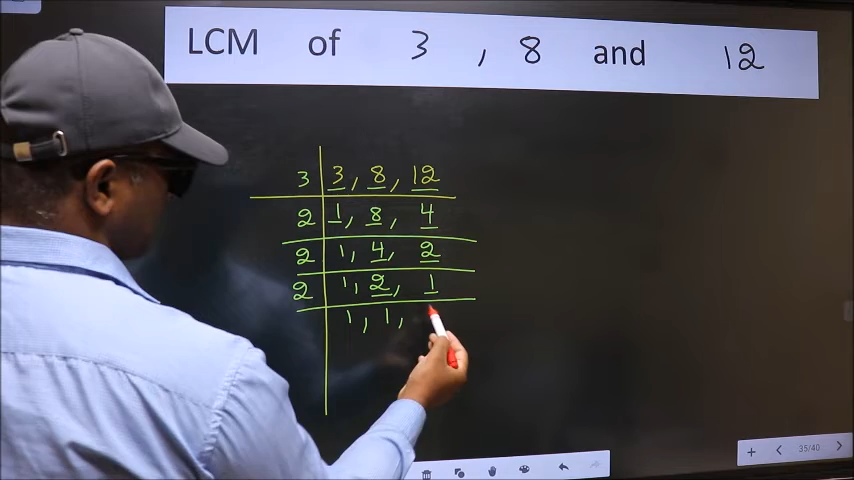 LCM of 3 , 8 and 12
3 3, 8, 12
2 1, 8, 4
2 1, 4, 2
2 1, 2, 1
1, 1,
35/40